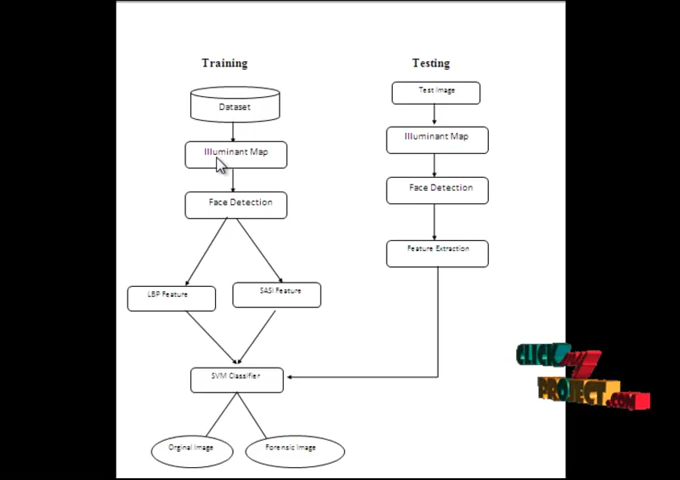 Training
Testing
Dataset
Test Image
Illuminant Map
Illuminant Map
Face Detection
Face Detection
Feature Extraction
LBP Feature
SASI Feature
SVM Classifier
Orginal Image
Forensic Image
CLICK my
PROJECT.COM